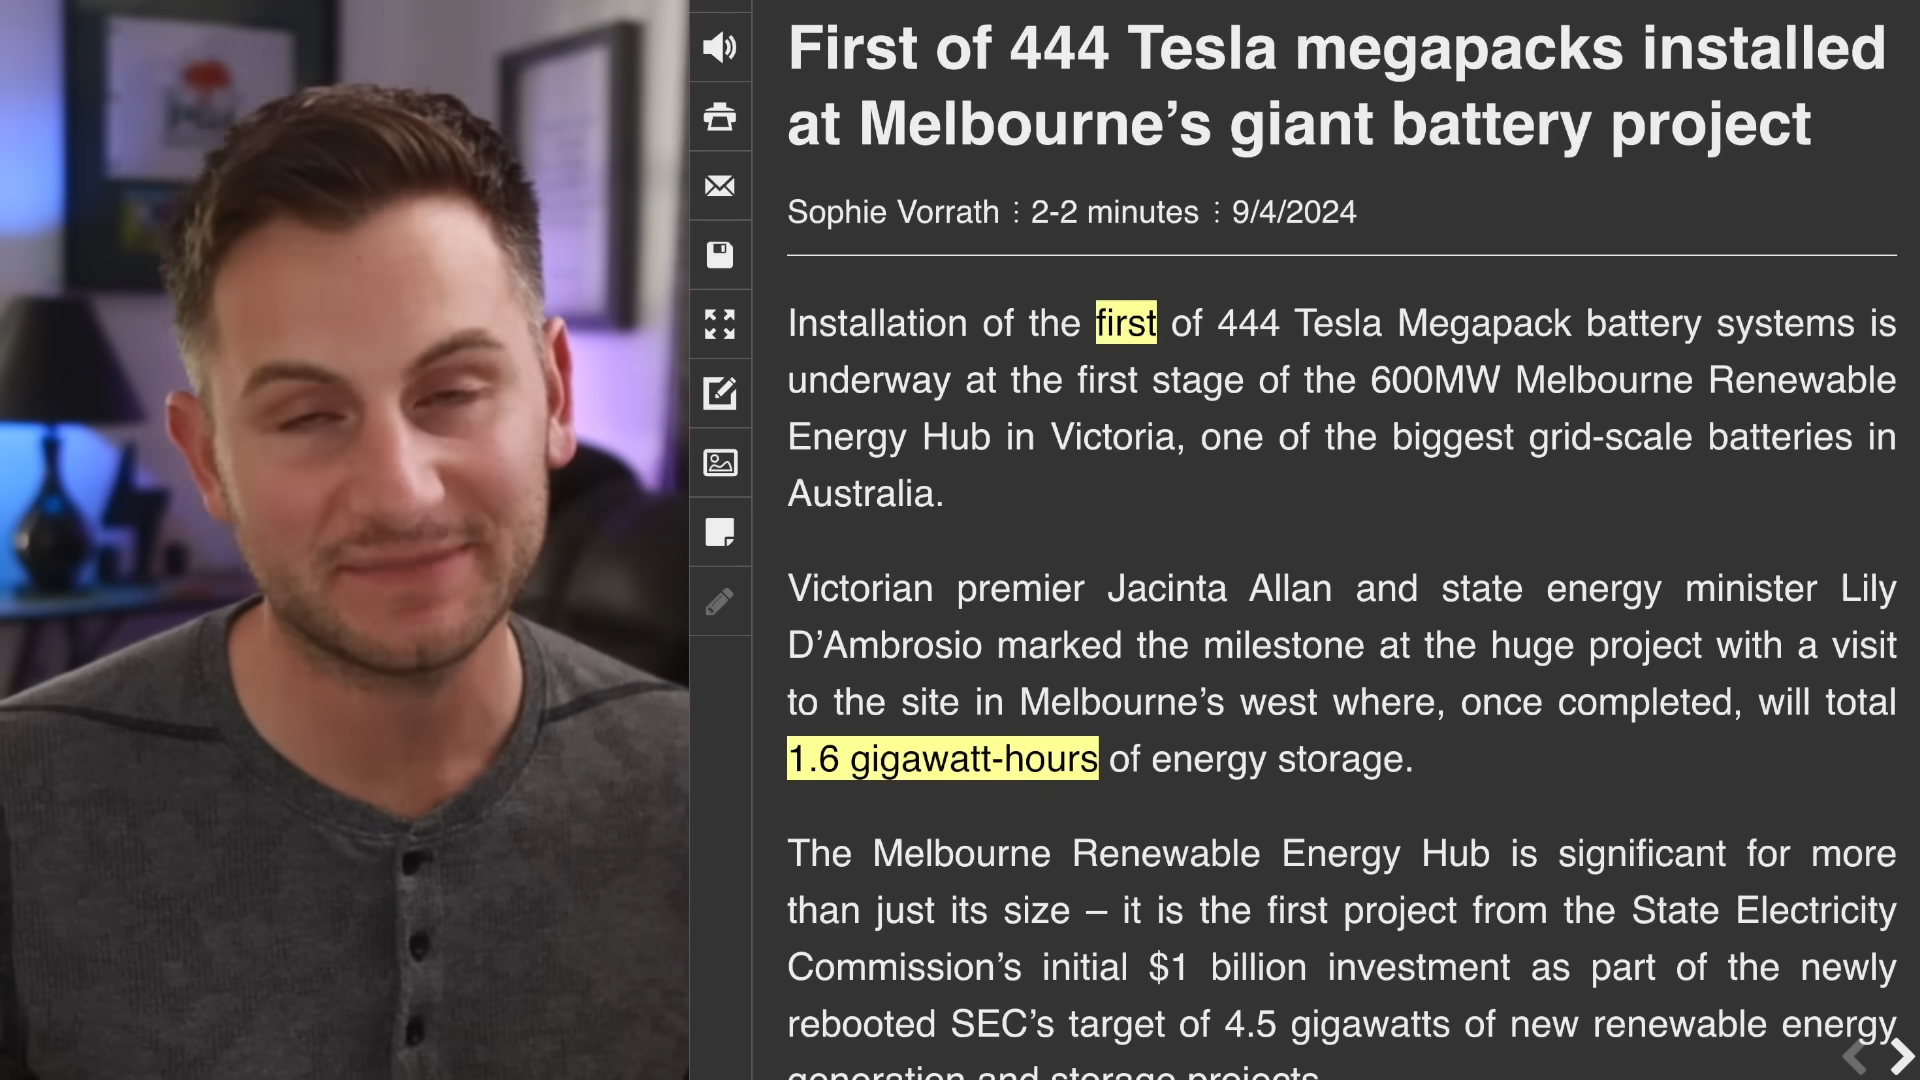 First of 444 Tesla megapacks installed
at Melbourne’s giant battery project
Sophie Vorrath ⋮ 2-2 minutes ⋮ 9/4/2024
Installation of the first of 444 Tesla Megapack battery systems is
underway at the first stage of the 600MW Melbourne Renewable
Energy Hub in Victoria, one of the biggest grid-scale batteries in
Australia.
Victorian premier Jacinta Allan and state energy minister Lily
D’Ambrosio marked the milestone at the huge project with a visit
to the site in Melbourne’s west where, once completed, will total
1.6 gigawatt-hours of energy storage.
The Melbourne Renewable Energy Hub is significant for more
than just its size – it is the first project from the State Electricity
Commission’s initial $1 billion investment as part of the newly
rebooted SEC’s target of 4.5 gigawatts of new renewable energy
generation and storage projects.